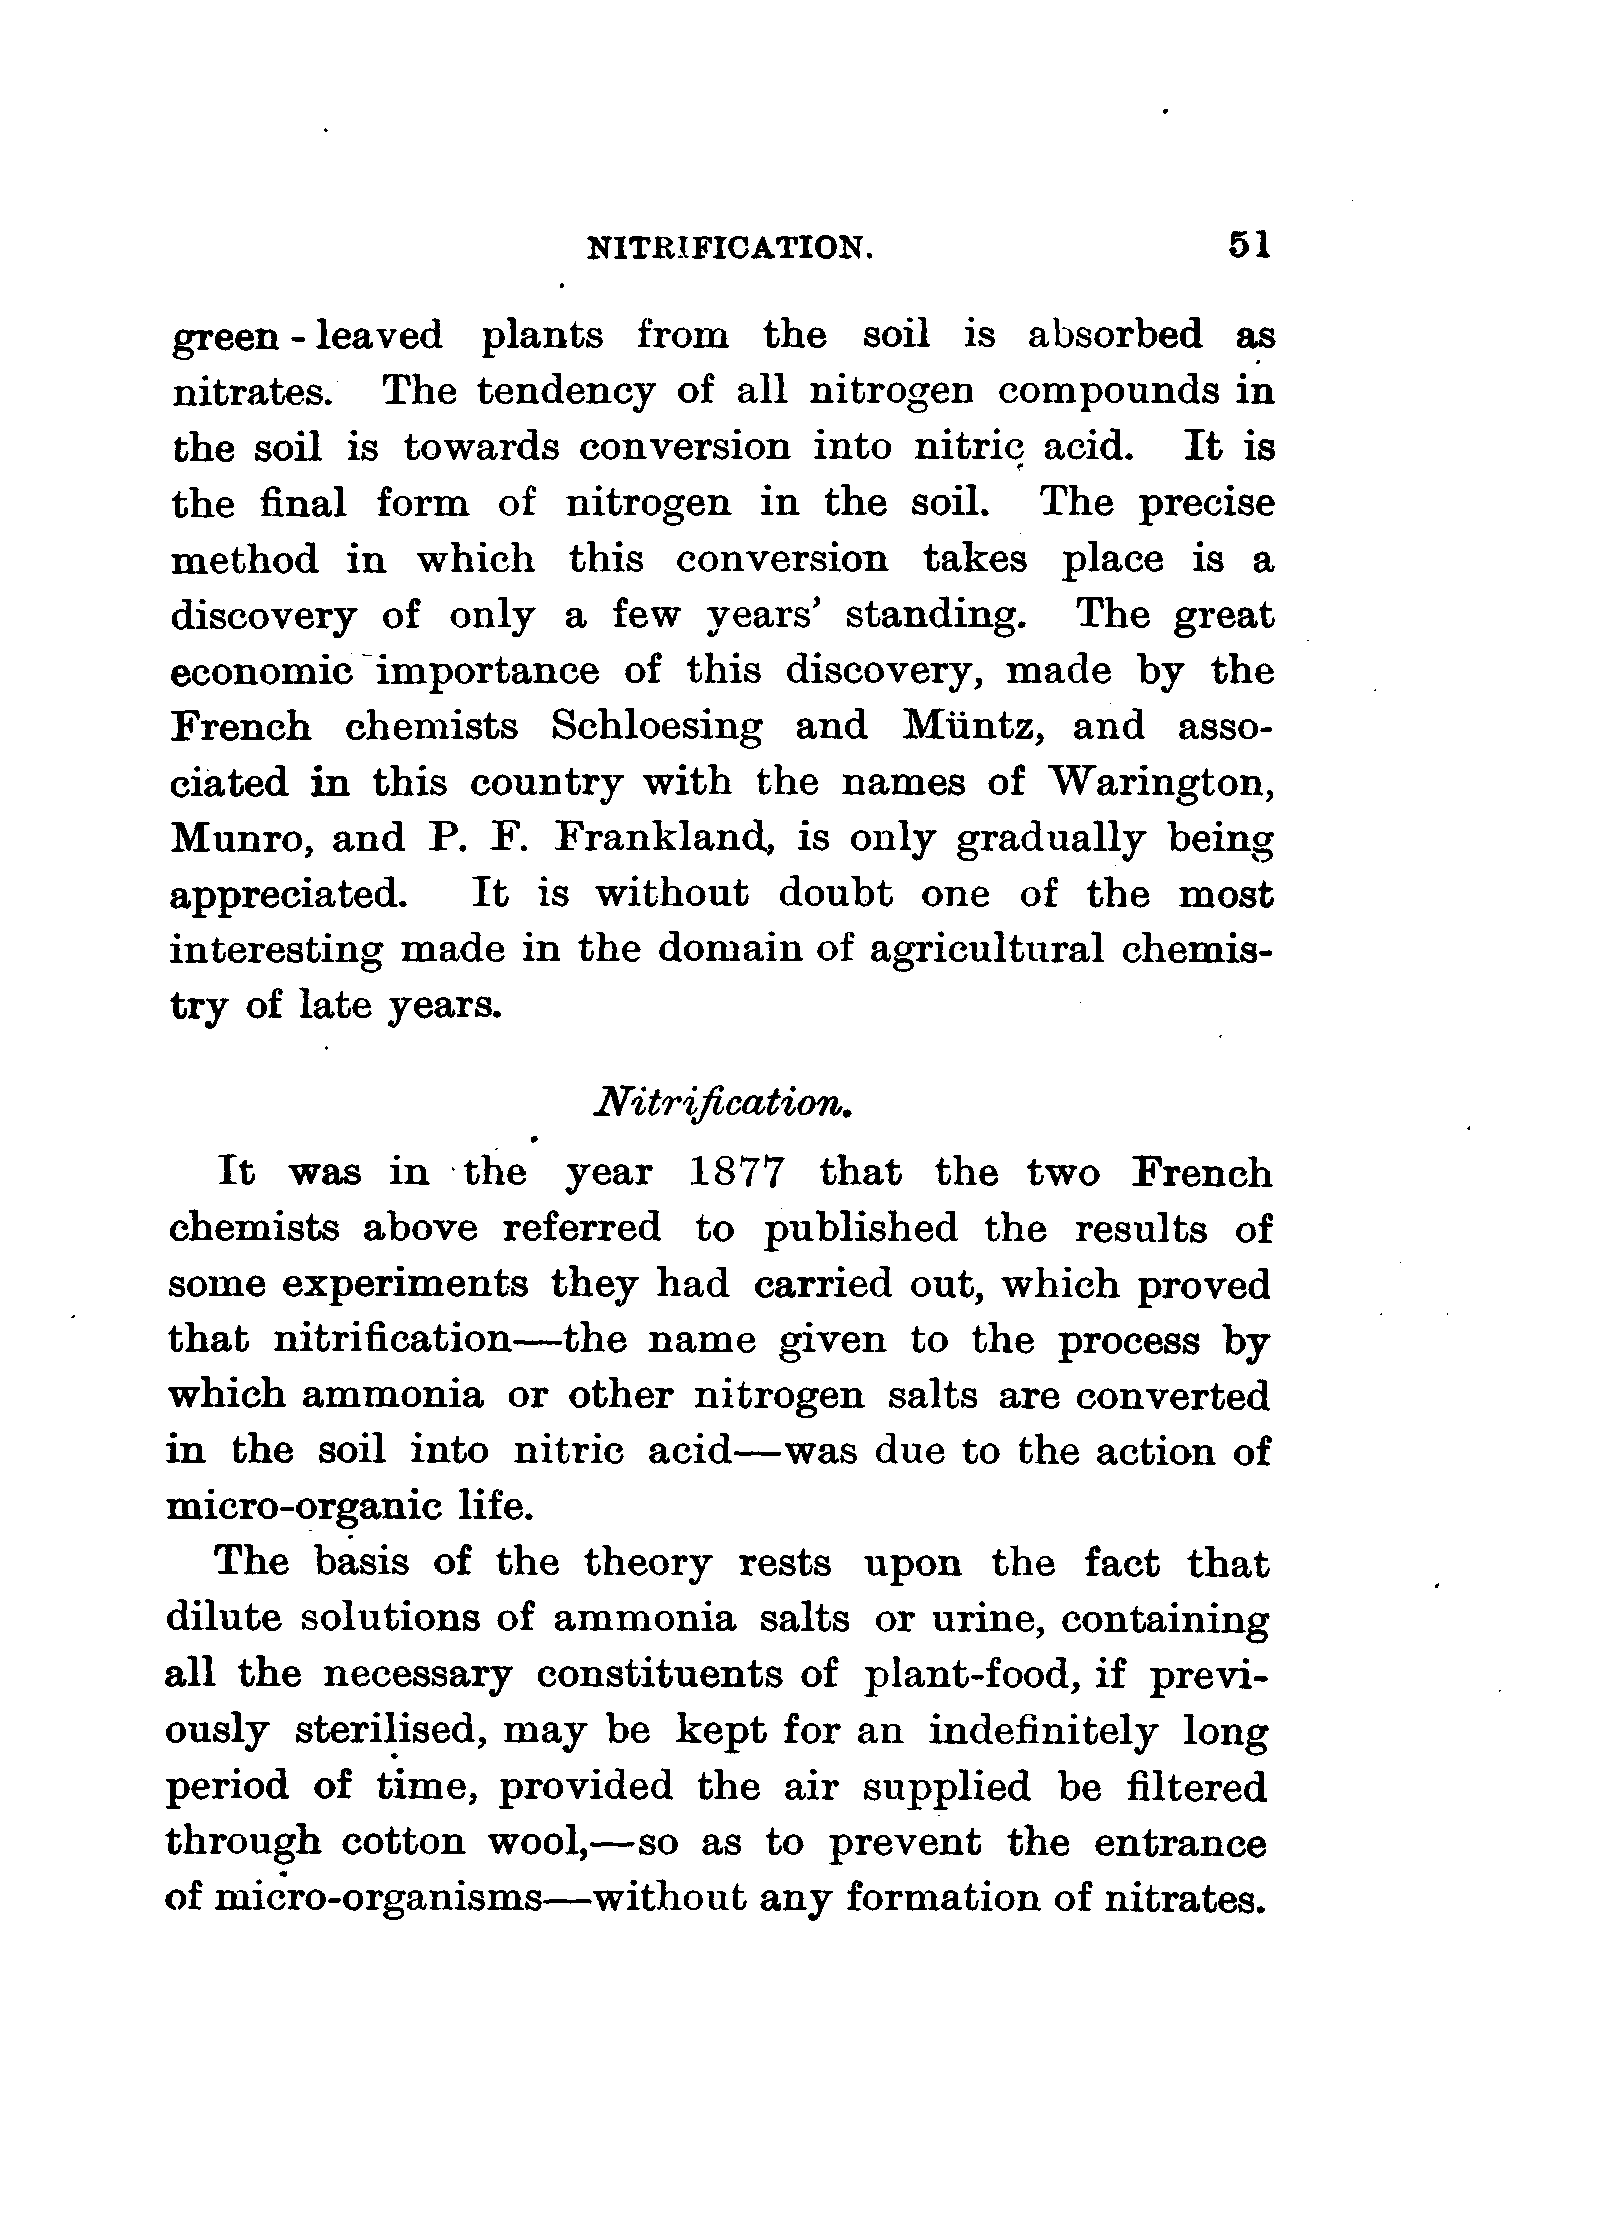 NITRIFICATION. 51
green-leaved plants from the soil is absorbed as
nitrates. The tendency of all nitrogen compounds in
the soil is towards conversion into nitric acid. It is
the final form of nitrogen in the soil. The precise
method in which this conversion takes place is a
discovery of only a few years' standing. The great
economic importance of this discovery, made by the
French chemists Schloesing and Müntz, and asso-
ciated in this country with the names of Warington,
Munro, and P. F. Frankland, is only gradually being
appreciated. It is without doubt one of the most
interesting made in the domain of agricultural chemis-
try of late years.
Nitrification.
It was in the year 1877 that the two French
chemists above referred to published the results of
some experiments they had carried out, which proved
that nitrification—the name given to the process by
which ammonia or other nitrogen salts are converted
in the soil into nitric acid—was due to the action of
micro-organic life.
The basis of the theory rests upon the fact that
dilute solutions of ammonia salts or urine, containing
all the necessary constituents of plant-food, if previ-
ously sterilised, may be kept for an indefinitely long
period of time, provided the air supplied be filtered
through cotton wool,—so as to prevent the entrance
of micro-organisms—without any formation of nitrates.